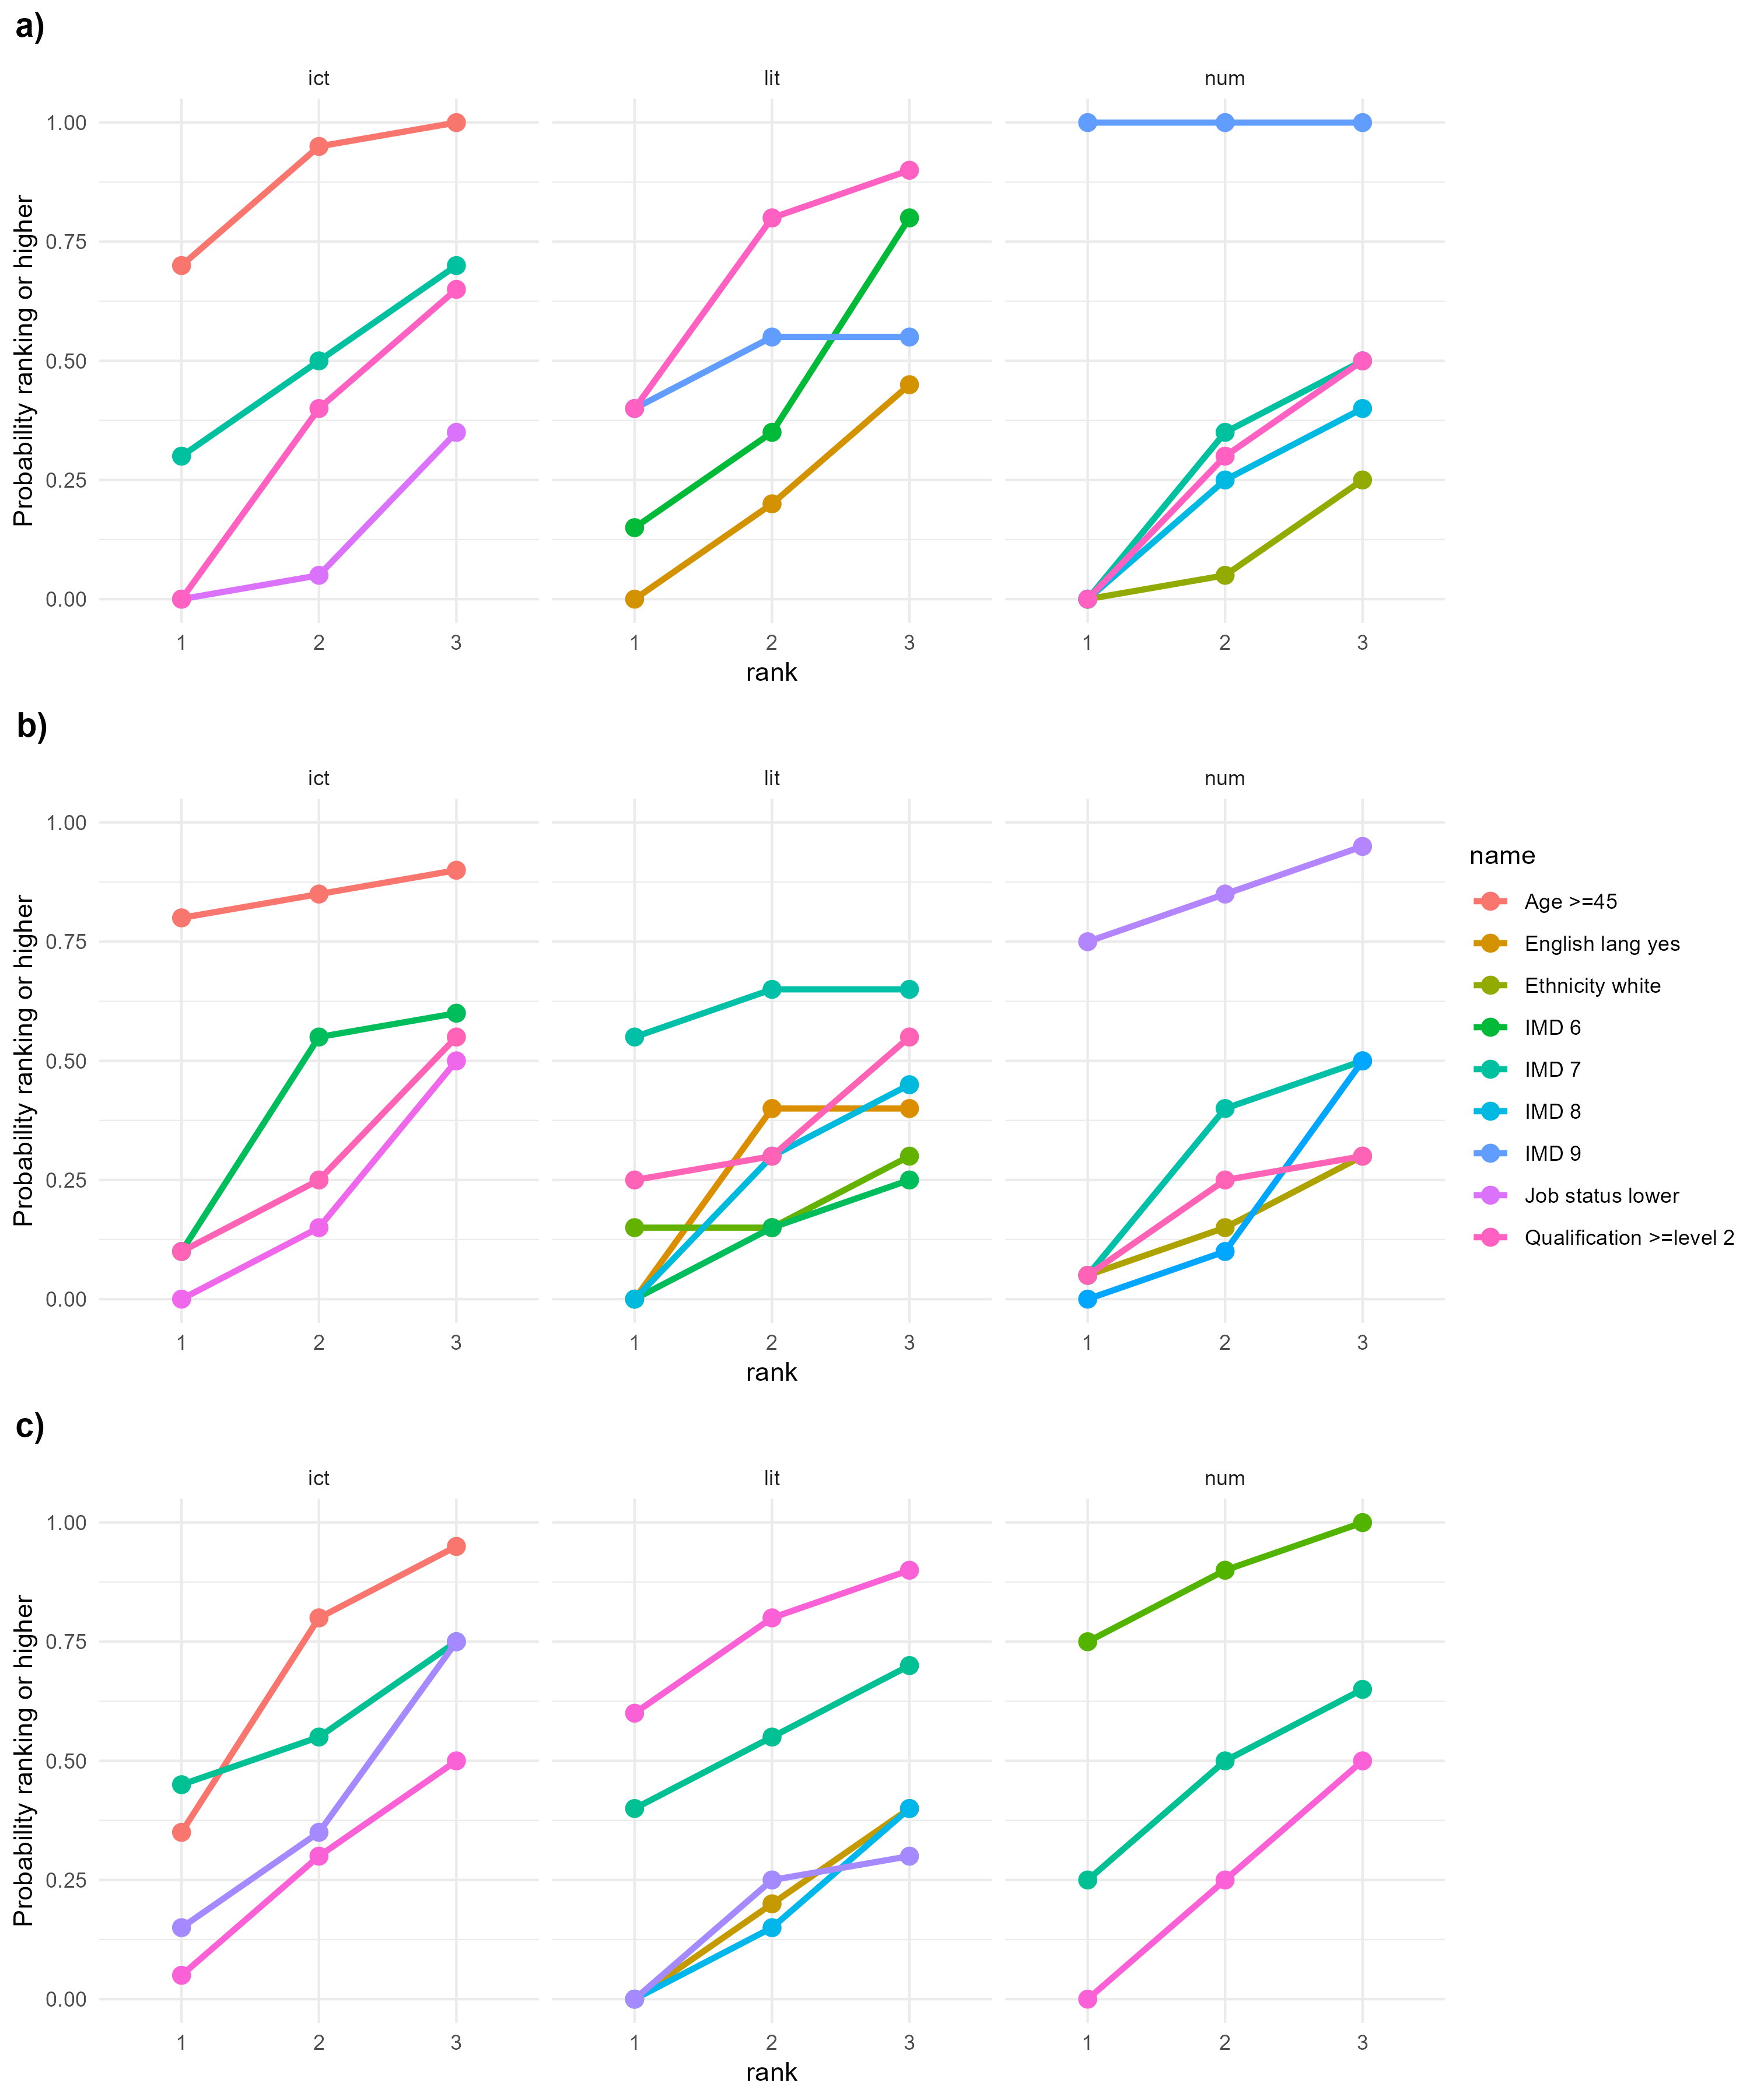 a)
ict lit num
1.00
0.75
0.50
0.25
0.00
Probability ranking or higher
1 2 3 1 2 3 1 2 3
rank
b)
ict lit num
1.00
0.75
0.50
0.25
0.00
Probability ranking or higher
1 2 3 1 2 3 1 2 3
rank
name
Age >=45
English lang yes
Ethnicity white
IMD 6
IMD 7
IMD 8
IMD 9
Job status lower
Qualification >=level 2
c)
ict lit num
1.00
0.75
0.50
0.25
0.00
Probability ranking or higher
1 2 3 1 2 3 1 2 3
rank